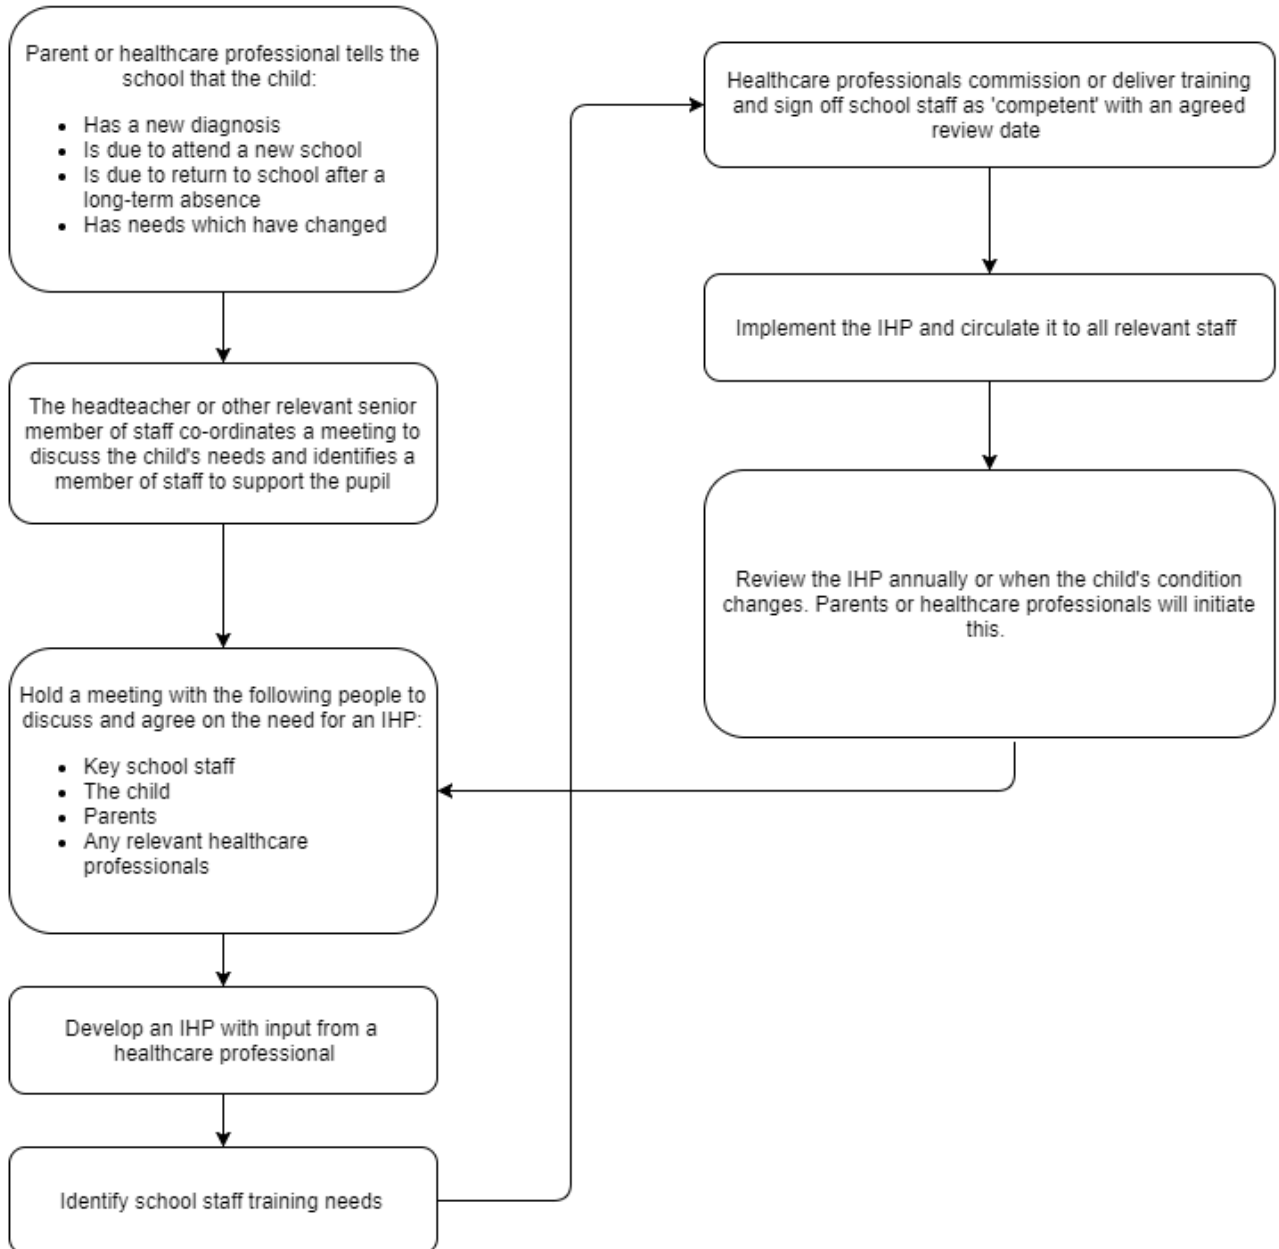 Parent or healthcare professional tells the
school that the child:
• Has a new diagnosis
• Is due to attend a new school
• Is due to return to school after a
long-term absence
• Has needs which have changed
The headteacher or other relevant senior
member of staff co-ordinates a meeting to
discuss the child's needs and identifies a
member of staff to support the pupil
Hold a meeting with the following people to
discuss and agree on the need for an IHP:
• Key school staff
• The child
• Parents
• Any relevant healthcare
professionals
Develop an IHP with input from a
healthcare professional
Identify school staff training needs
Healthcare professionals commission or deliver training
and sign off school staff as 'competent' with an agreed
review date
Implement the IHP and circulate it to all relevant staff
Review the IHP annually or when the child's condition
changes. Parents or healthcare professionals will initiate
this.